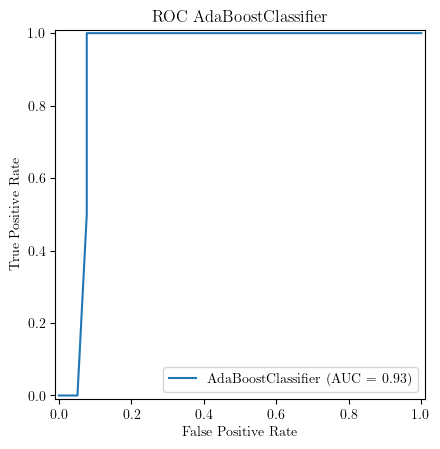 ROC AdaBoostClassifier
True Positive Rate
1.0
0.8
0.6
0.4
0.2
0.0
AdaBoostClassifier (AUC = 0.93)
0.0 0.2 0.4 0.6 0.8 1.0
False Positive Rate